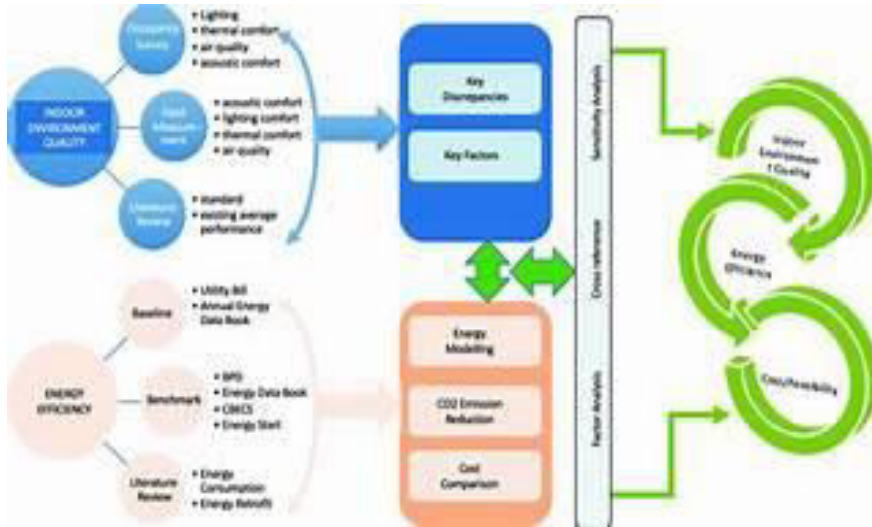 Occupancy
Survey
• Lighting
• thermal comfort
• air quality
• acoustic comfort
INDOOR
ENVIRONMENT
QUALITY
• acoustic comfort
• lighting comfort
• thermal comfort
• air quality
Literature
Review
• standard
• existing average
performance
Key
Discrepancies
Key Factors
Baseline
• Utility Bill
• Annual Energy
Data Book
ENERGY
EFFICIENCY
Benchmark
• BPD
• Energy Data Book
• CBECS
• Energy Start
Literature
Review
• Energy
Consumption
• Energy Retrofit
Energy
Modelling
CO2 Emission
Reduction
Cost
Comparison
Sensitivity Analysis
Cross reference
Factor Analysis
Indoor
Environmen
t Quality
Energy
Efficiency
Cost/Feasibility